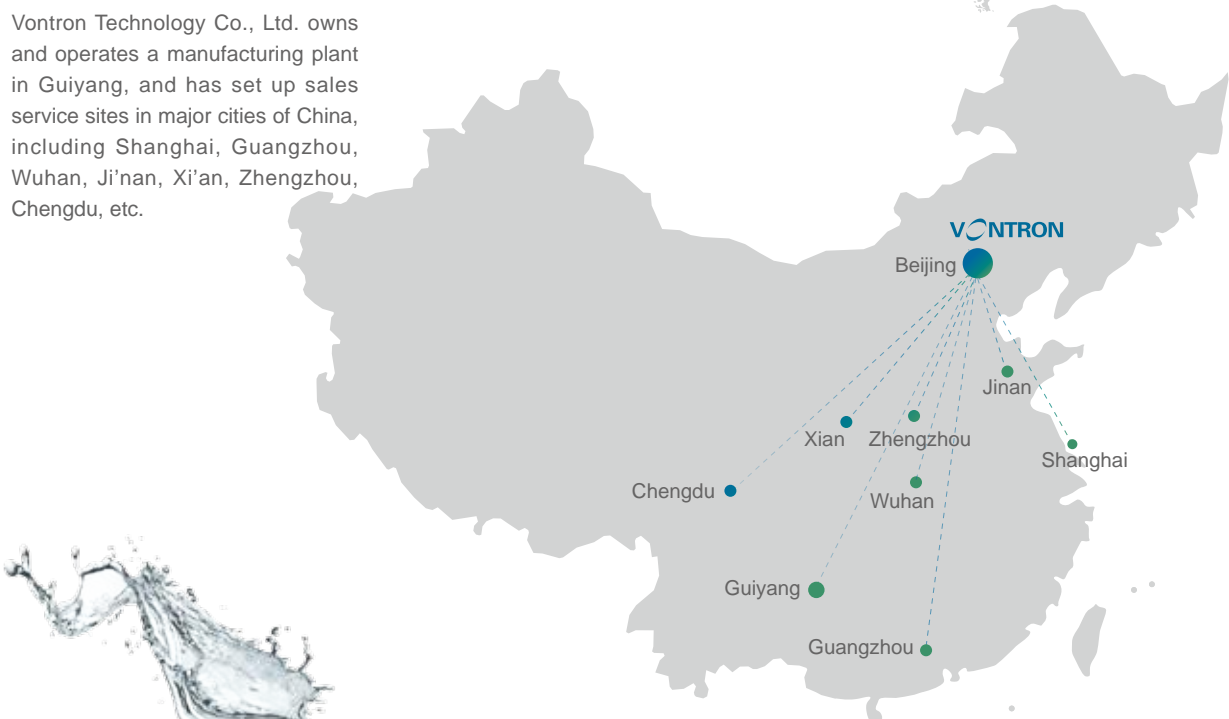 Vontron Technology Co., Ltd. owns
and operates a manufacturing plant
in Guiyang, and has set up sales
service sites in major cities of China,
including Shanghai, Guangzhou,
Wuhan, Ji’nan, Xi’an, Zhengzhou,
Chengdu, etc.
VONTRON
Beijing
Jinan
Xian
Zhengzhou
Shanghai
Chengdu
Wuhan
Guiyang
Guangzhou